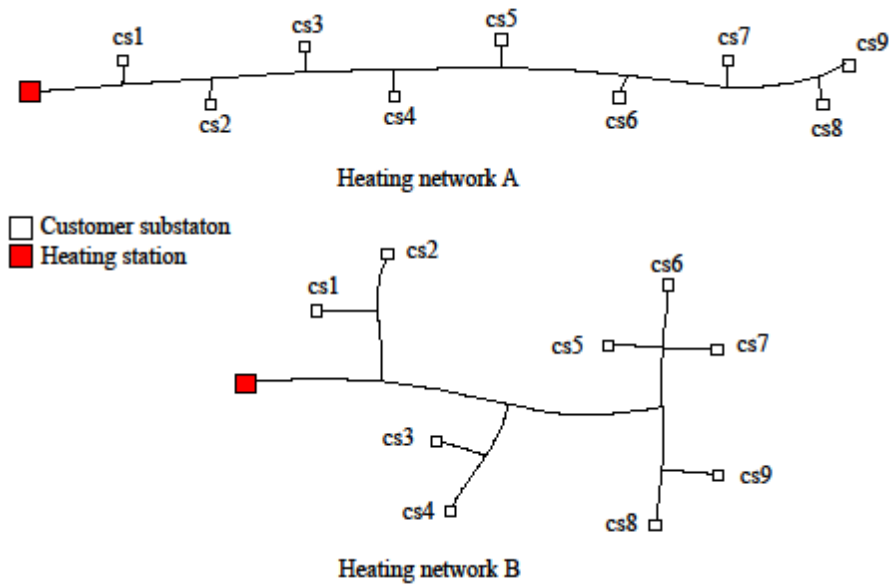 cs1
cs3
cs5
cs7
cs9
cs2
cs4
cs6
cs8
Heating network A
Customer substaton
Heating station
cs2
cs1
cs6
cs5
cs7
cs3
cs4
cs9
cs8
Heating network B